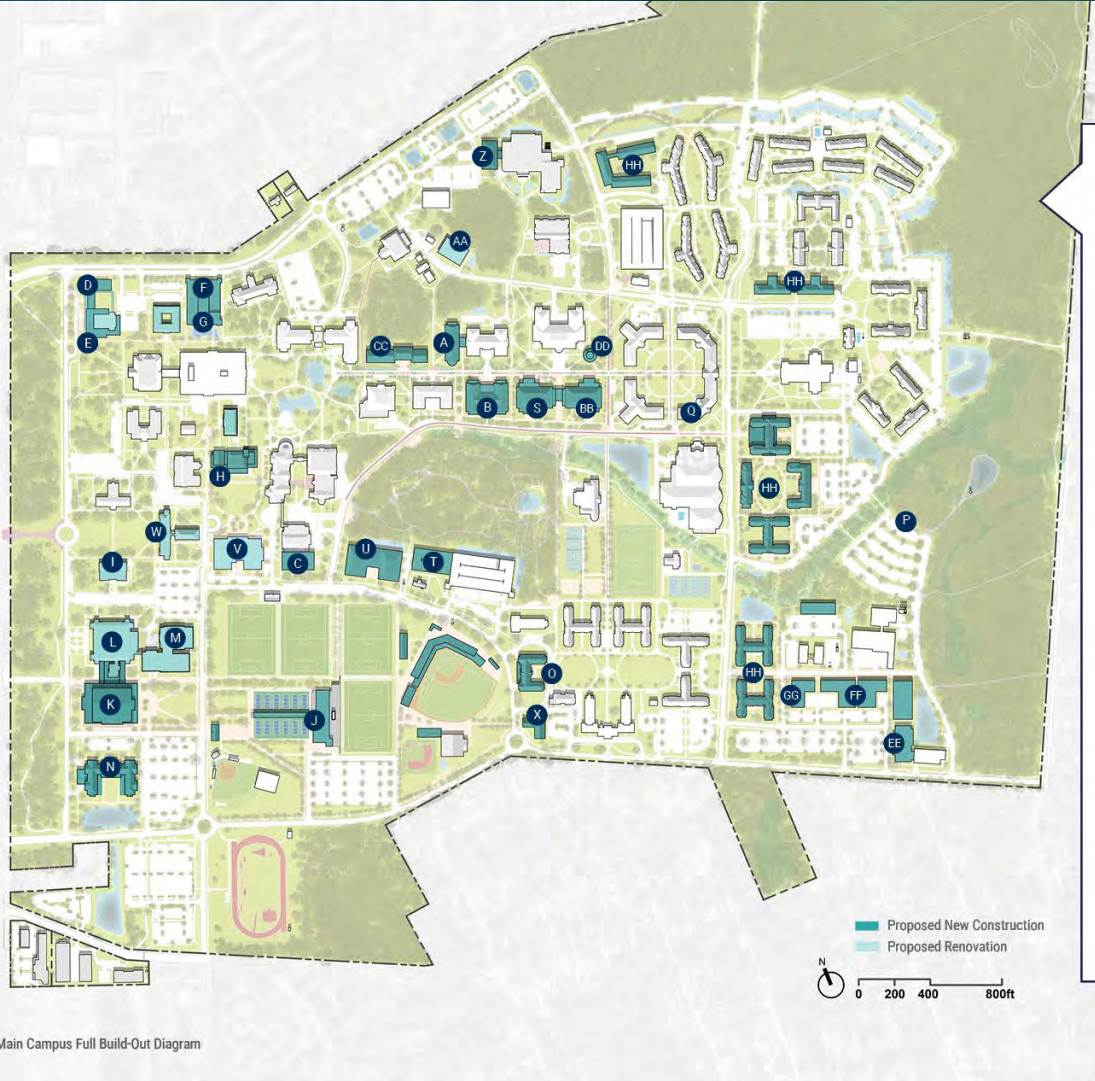 Z
HH
AA
D
F
HH
G
E
CC
A
DD
B
S
BB
Q
H
HH
P
W
V
U
T
I
C
L
M
O
HH
GG
FF
K
X
J
EE
N
Proposed New Construction
Proposed Renovation
N
0 200 400 800ft
Main Campus Full Build-Out Diagram